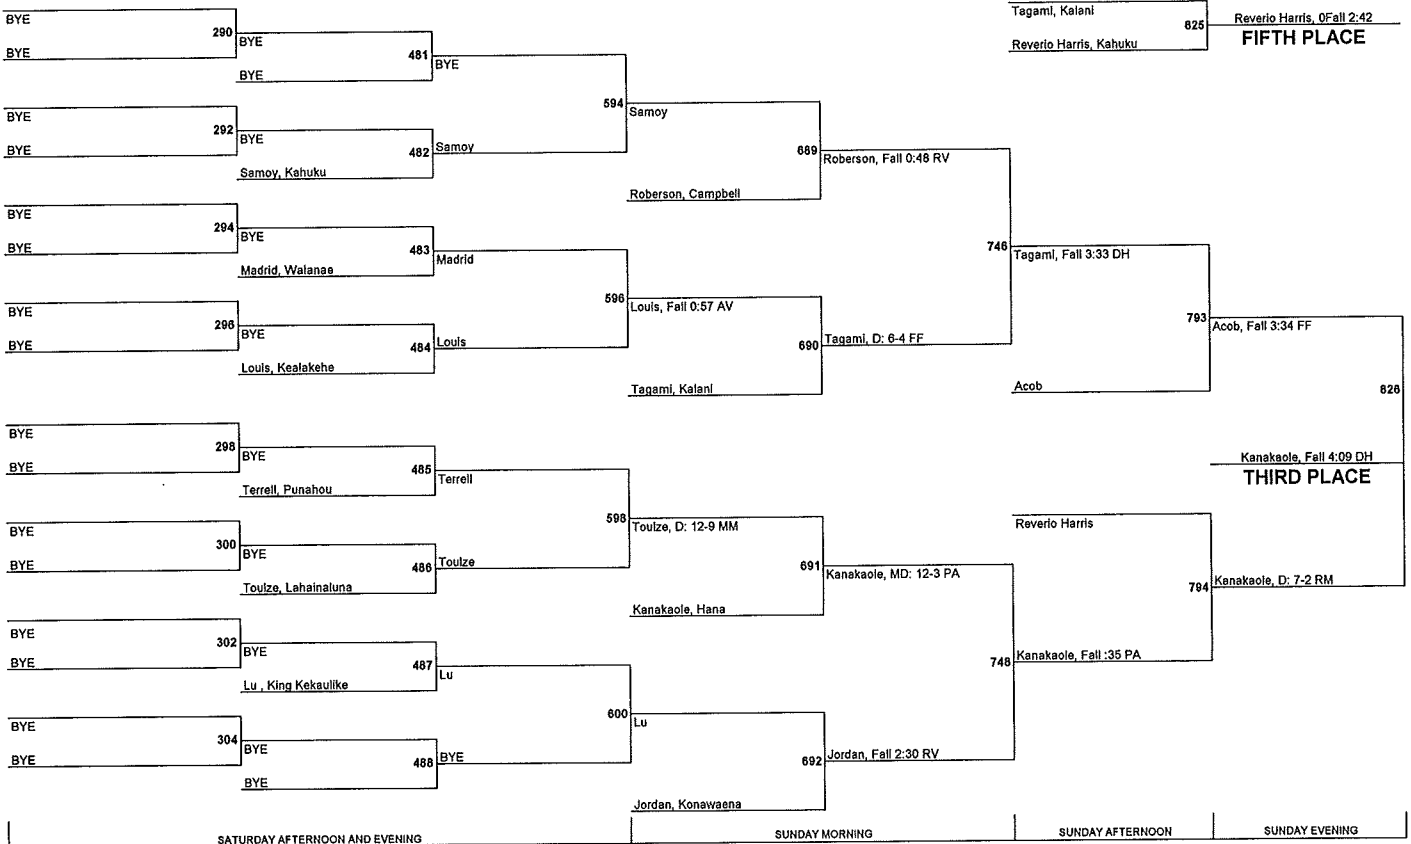 Tagami, Kalani
825
Reverio Harris, 0Fall 2:42
FIFTH PLACE
Reverio Harris, Kahuku
BYE
290
BYE
BYE
481
BYE
BYE
594
Samoy
BYE
292
BYE
BYE
482
Samoy
Samoy, Kahuku
689
Roberson, Fall 0:48 RV
Roberson, Campbell
BYE
294
BYE
BYE
483
Madrid
Madrid, Waianae
746
Tagami, Fall 3:33 DH
596
Louis, Fall 0:57 AV
BYE
296
BYE
BYE
484
Louis
Louis, Kealakehe
690
Tagami, D: 6-4 FF
Tagami, Kalani
793
Acob, Fall 3:34 FF
Acob
826
BYE
298
BYE
BYE
485
Terrell
Terrell, Punahou
Kanakaole, Fall 4:09 DH
THIRD PLACE
598
Toulze, D: 12-9 MM
BYE
300
BYE
BYE
486
Toulze
Toulze, Lahainaluna
691
Kanakaole, MD: 12-3 PA
Kanakaole, Hana
Reverio Harris
794
Kanakaole, D: 7-2 RM
BYE
302
BYE
BYE
487
Lu
Lu , King Kekaulike
748
Kanakaole, Fall :35 PA
600
Lu
BYE
304
BYE
BYE
488
BYE
BYE
692
Jordan, Fall 2:30 RV
Jordan, Konawaena
SATURDAY AFTERNOON AND EVENING
SUNDAY MORNING
SUNDAY AFTERNOON
SUNDAY EVENING